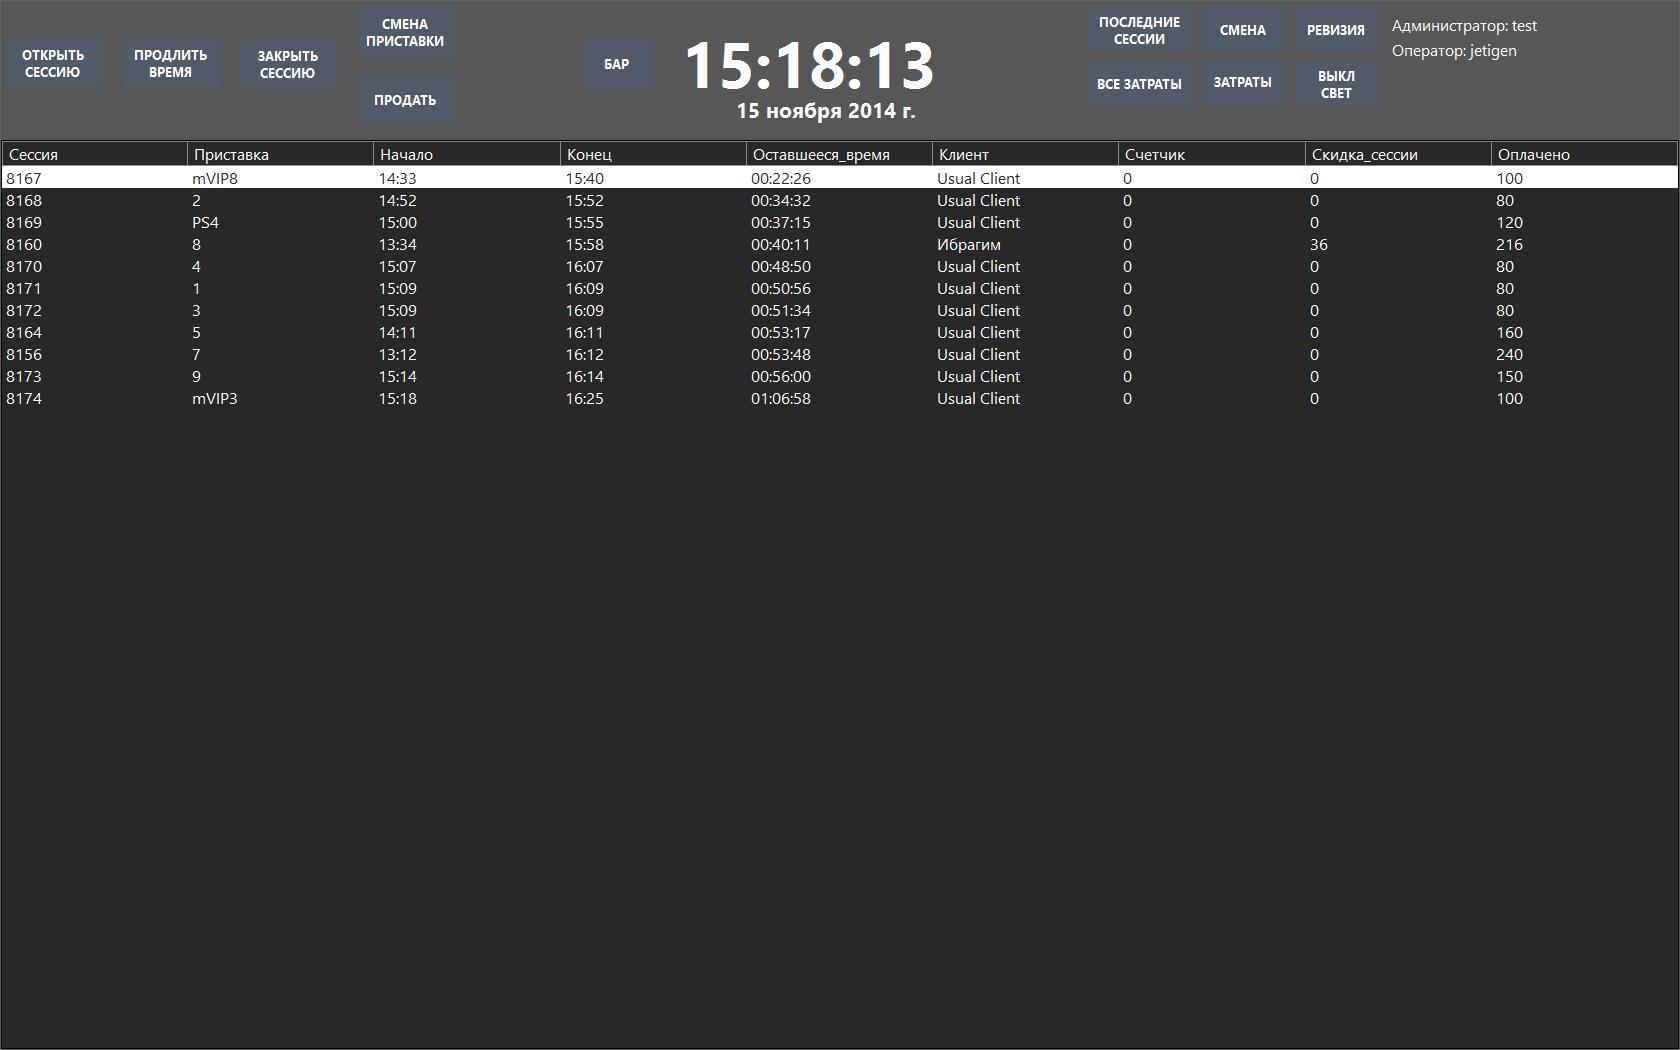 ОТКРЫТЬ
СЕССИЮ
ПРОДЛИТЬ
ВРЕМЯ
ЗАКРЫТЬ
СЕССИЮ
СМЕНА
ПРИСТАВКИ
ПРОДАТЬ
БАР
15:18:13
15 ноября 2014 г.
ПОСЛЕДНИЕ
СЕССИИ
СМЕНА
РЕВИЗИЯ
ВСЕ ЗАТРАТЫ
ЗАТРАТЫ
ВЫКЛ
СВЕТ
Администратор: test
Оператор: jetigen
Сессия Приставка Начало Конец Оставшееся_время Клиент Счетчик Скидка_сессии Оплачено
8167 mVIP8 14:33 15:40 00:22:26 Usual Client 0 0 100
8168 2 14:52 15:52 00:34:32 Usual Client 0 0 80
8169 PS4 15:00 15:55 00:37:15 Usual Client 0 0 120
8160 8 13:34 15:58 00:40:11 Ибрагим 0 36 216
8170 4 15:07 16:07 00:48:50 Usual Client 0 0 80
8171 1 15:09 16:09 00:50:56 Usual Client 0 0 80
8172 3 15:09 16:09 00:51:34 Usual Client 0 0 80
8164 5 14:11 16:11 00:53:17 Usual Client 0 0 160
8156 7 13:12 16:12 00:53:48 Usual Client 0 0 240
8173 9 15:14 16:14 00:56:00 Usual Client 0 0 150
8174 mVIP3 15:18 16:25 01:06:58 Usual Client 0 0 100